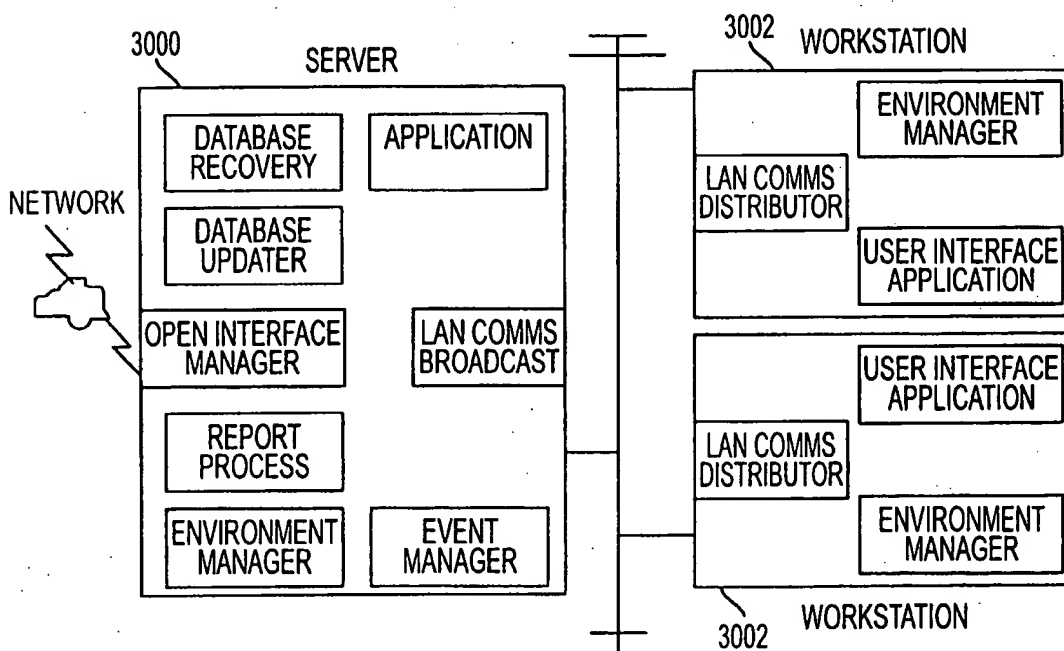 3000
SERVER
DATABASE
RECOVERY
APPLICATION
NETWORK
DATABASE
UPDATER
OPEN INTERFACE
MANAGER
LAN COMMS
BROADCAST
REPORT
PROCESS
ENVIRONMENT
MANAGER
EVENT
MANAGER
3002
WORKSTATION
ENVIRONMENT
MANAGER
LAN COMMS
DISTRIBUTOR
USER INTERFACE
APPLICATION
USER INTERFACE
APPLICATION
LAN COMMS
DISTRIBUTOR
ENVIRONMENT
MANAGER
3002
WORKSTATION